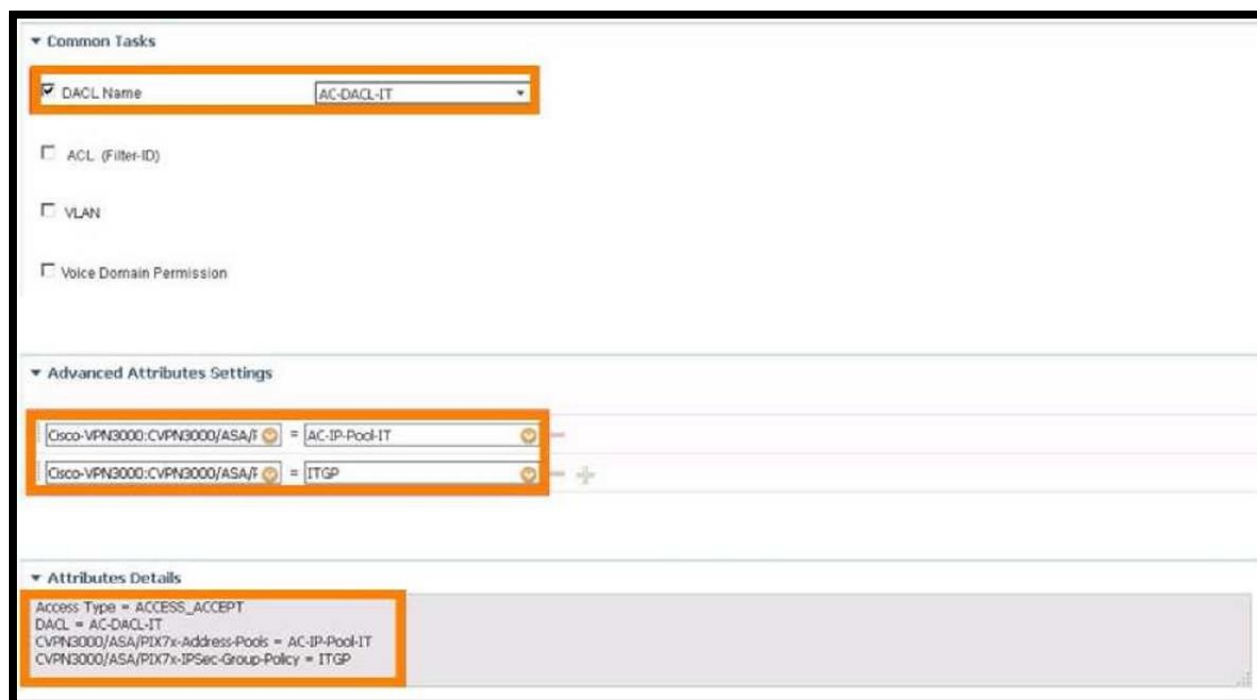 Common Tasks
DACL Name AC-DACL-IT
ACL (Filter-ID)
VLAN
Voice Domain Permission
Advanced Attributes Settings
Cisco-VPN3000:CVPN3000/ASA/F = AC-IP-Pool-IT
Cisco-VPN3000:CVPN3000/ASA/F = ITGP
Attributes Details
Access Type = ACCESS_ACCEPT
DACL = AC-DACL-IT
CVPN3000/ASA/PIX7x-Address-Pools = AC-IP-Pool-IT
CVPN3000/ASA/PIX7x-IPSec-Group-Policy = ITGP